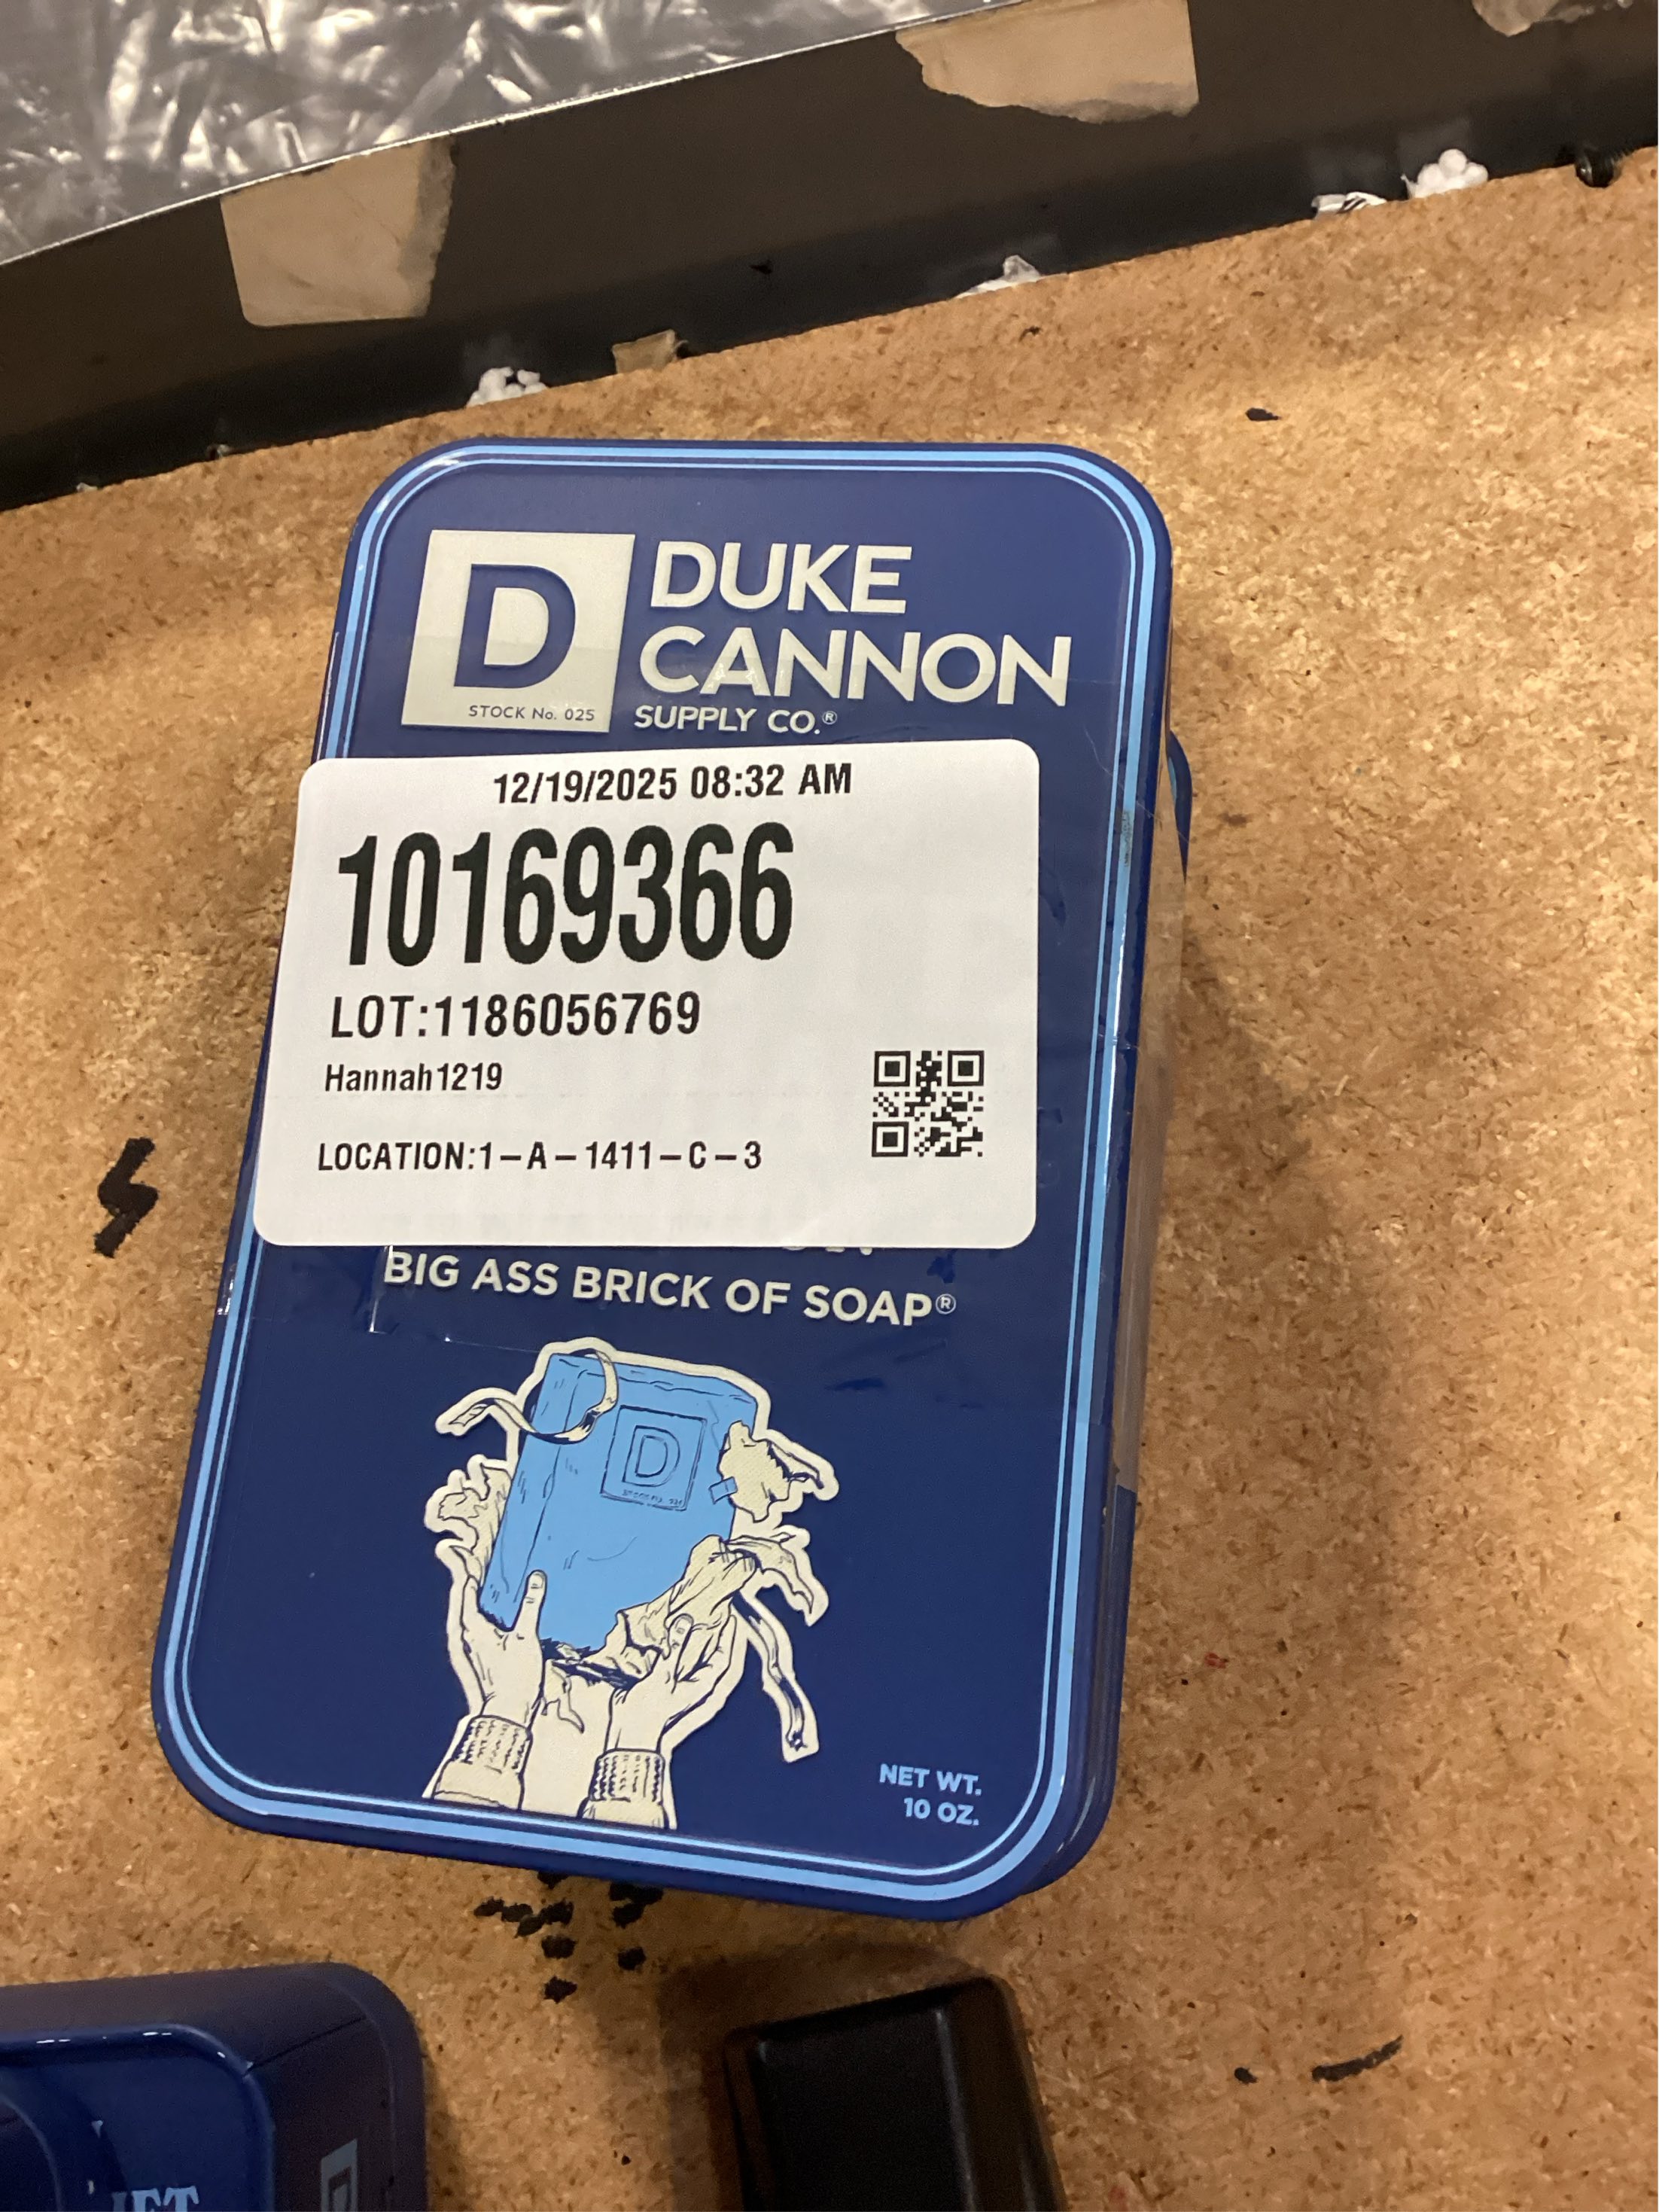 DUKE
CANNON
SUPPLY CO.®
D
STOCK No. 025
12/19/2025 08:32 AM
10169366
LOT:1186056769
Hannah1219
LOCATION:1-A-1411-C-3
BIG ASS BRICK OF SOAP®
D
NET WT.
10 OZ.